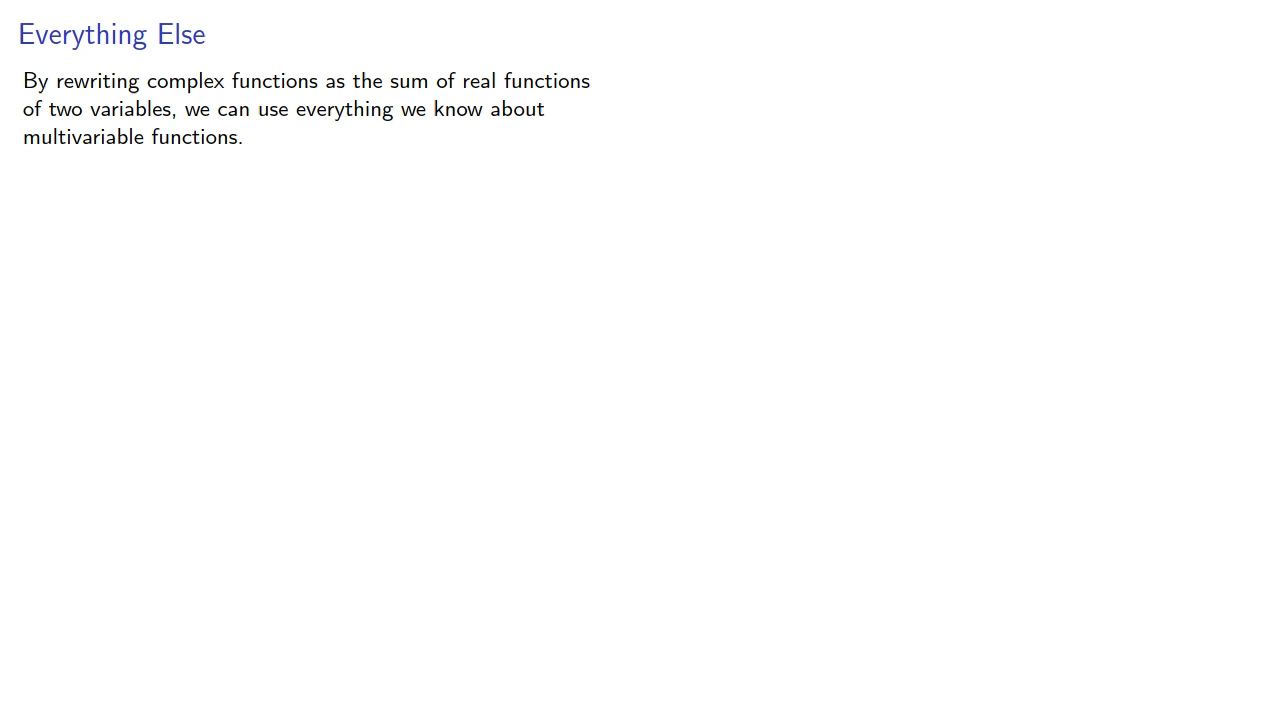 Everything Else
By rewriting complex functions as the sum of real functions
of two variables, we can use everything we know about
multivariable functions.